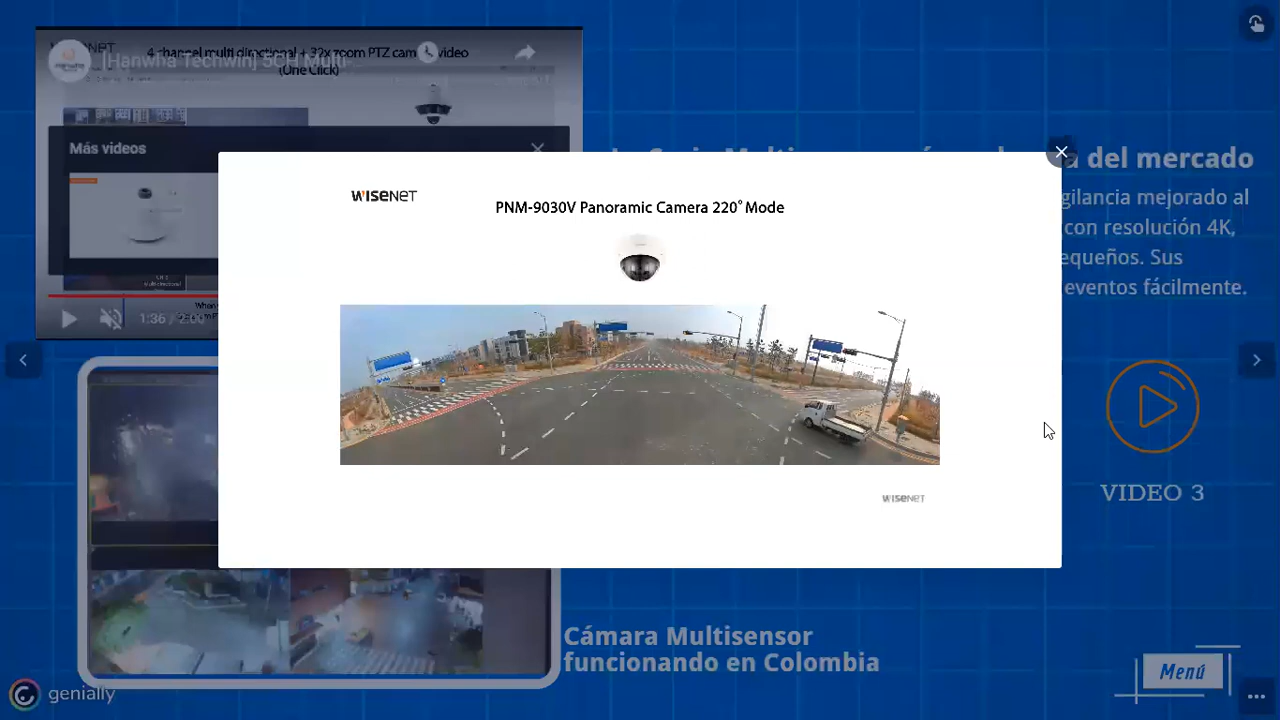 WISENET
4 channel multi directional + 32x zoom PTZ cam video
(One Click)
[Hanwha Techwin] 5CH Multi-
Más videos
1:36 / 2:00
a del mercado
gilancia mejorado al
con resolución 4K,
equeños. Sus
eventos fácilmente.
WISENET
PNM-9030V Panoramic Camera 220° Mode
WISENET
VIDEO 3
Cámara Multisensor
funcionando en Colombia
Menú
genially